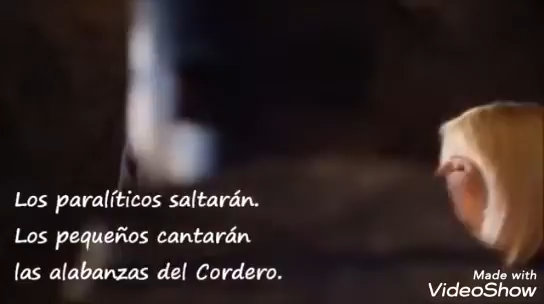 Los paralíticos saltarán.
Los pequeños cantarán
las alabanzas del Cordero.
Made with
VideoShow